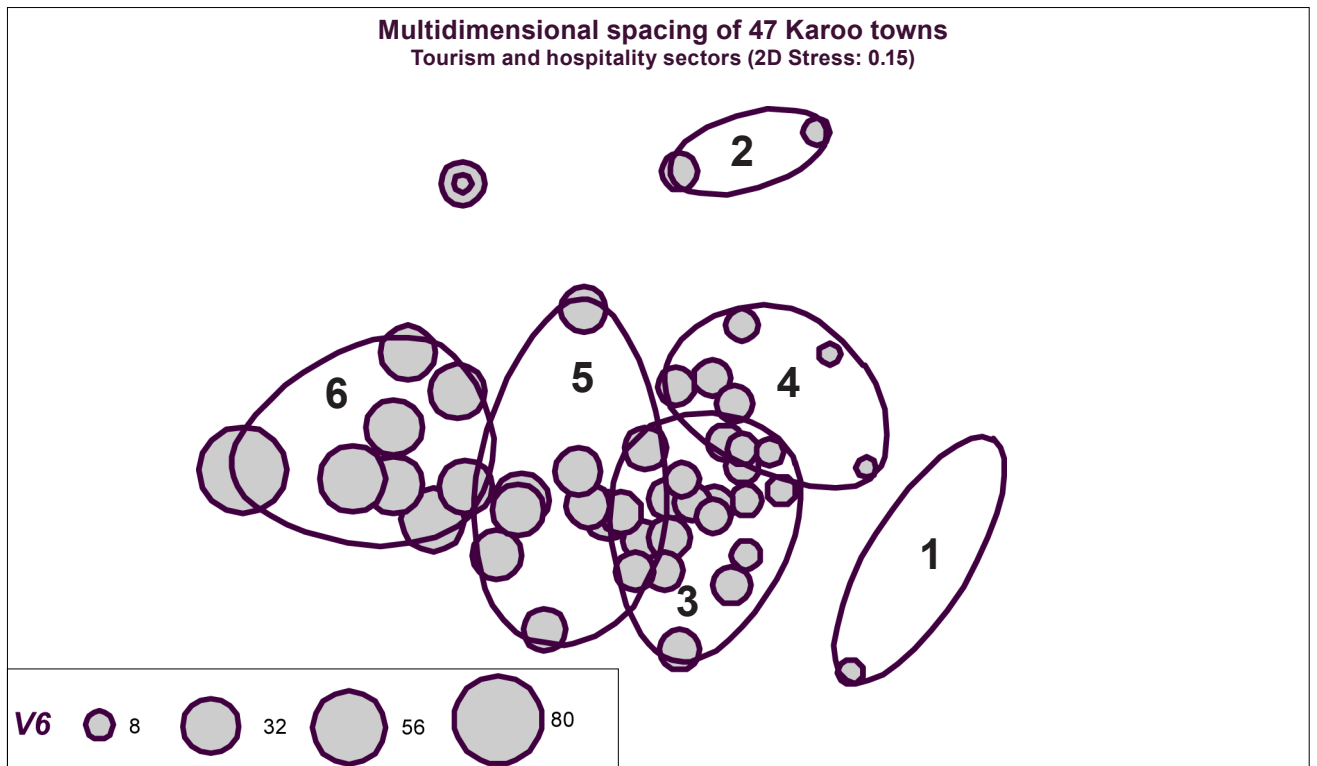 Multidimensional spacing of 47 Karoo towns
Tourism and hospitality sectors (2D Stress: 0.15)
2
6
5
4
1
3
V6 8 32 56 80